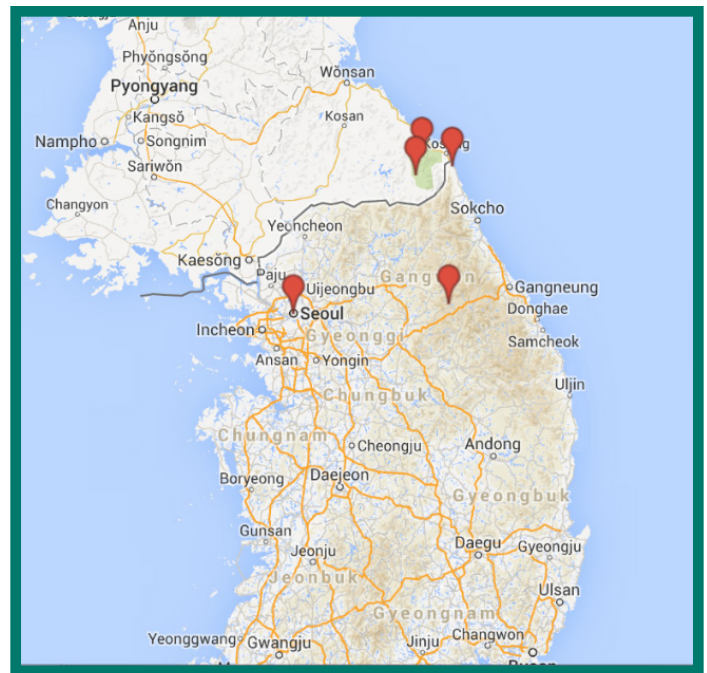 Anju
Phyŏngsŏng
Pyongyang
Wŏnsan
Kangsŏ
Kosan
Nampho
Songnim
Sariwŏn
Changyon
Sokcho
Yeoncheon
Kaesŏng
Paju
Uijeongbu
Gangneung
Donghae
Seoul
Incheon
Gyeonggi
Samcheok
Ansan
Yongin
Uljin
Chungbuk
Chungnam
Cheongju
Andong
Boryeong
Daejeon
Gyeongbuk
Gunsan
Daegu
Gyeongju
Jeonju
Jeonbuk
Ulsan
Gyeongnam
Yeonggwang
Gwangju
Jinju
Changwon